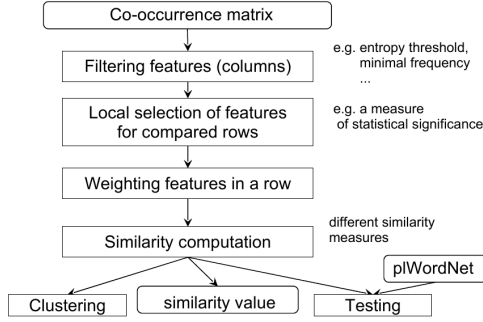 Co-occurrence matrix
Filtering features (columns)
e.g. entropy threshold,
minimal frequency
...
Local selection of features
for compared rows
e.g. a measure
of statistical significance
Weighting features in a row
Similarity computation
different similarity
measures
plWordNet
Clustering
similarity value
Testing